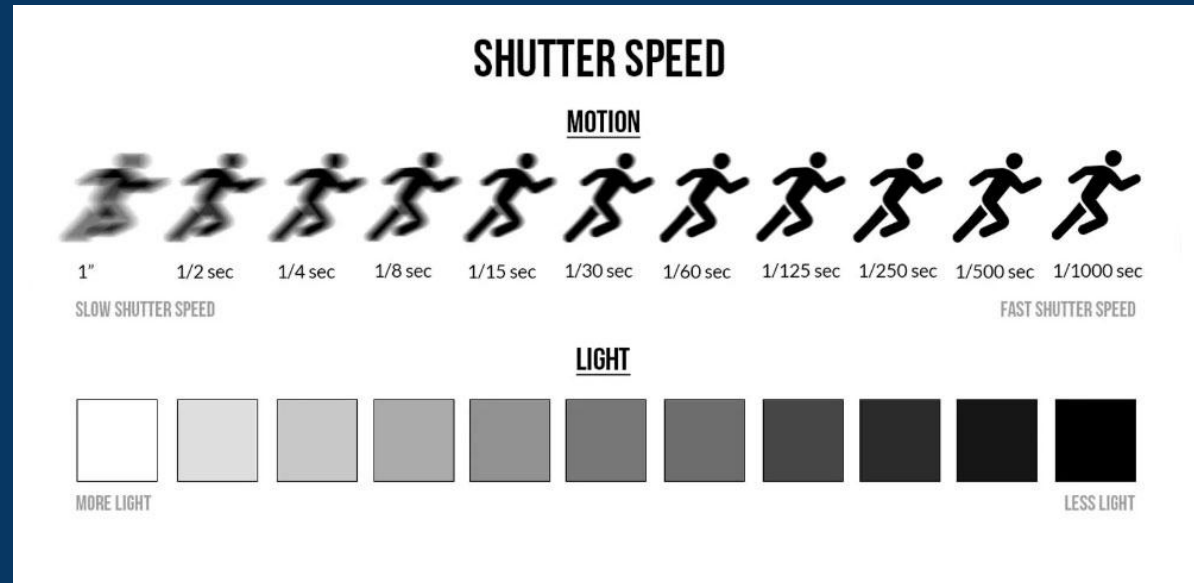 SHUTTER SPEED
MOTION
1" 1/2 sec 1/4 sec 1/8 sec 1/15 sec 1/30 sec 1/60 sec 1/125 sec 1/250 sec 1/500 sec 1/1000 sec
SLOW SHUTTER SPEED FAST SHUTTER SPEED
LIGHT
MORE LIGHT LESS LIGHT